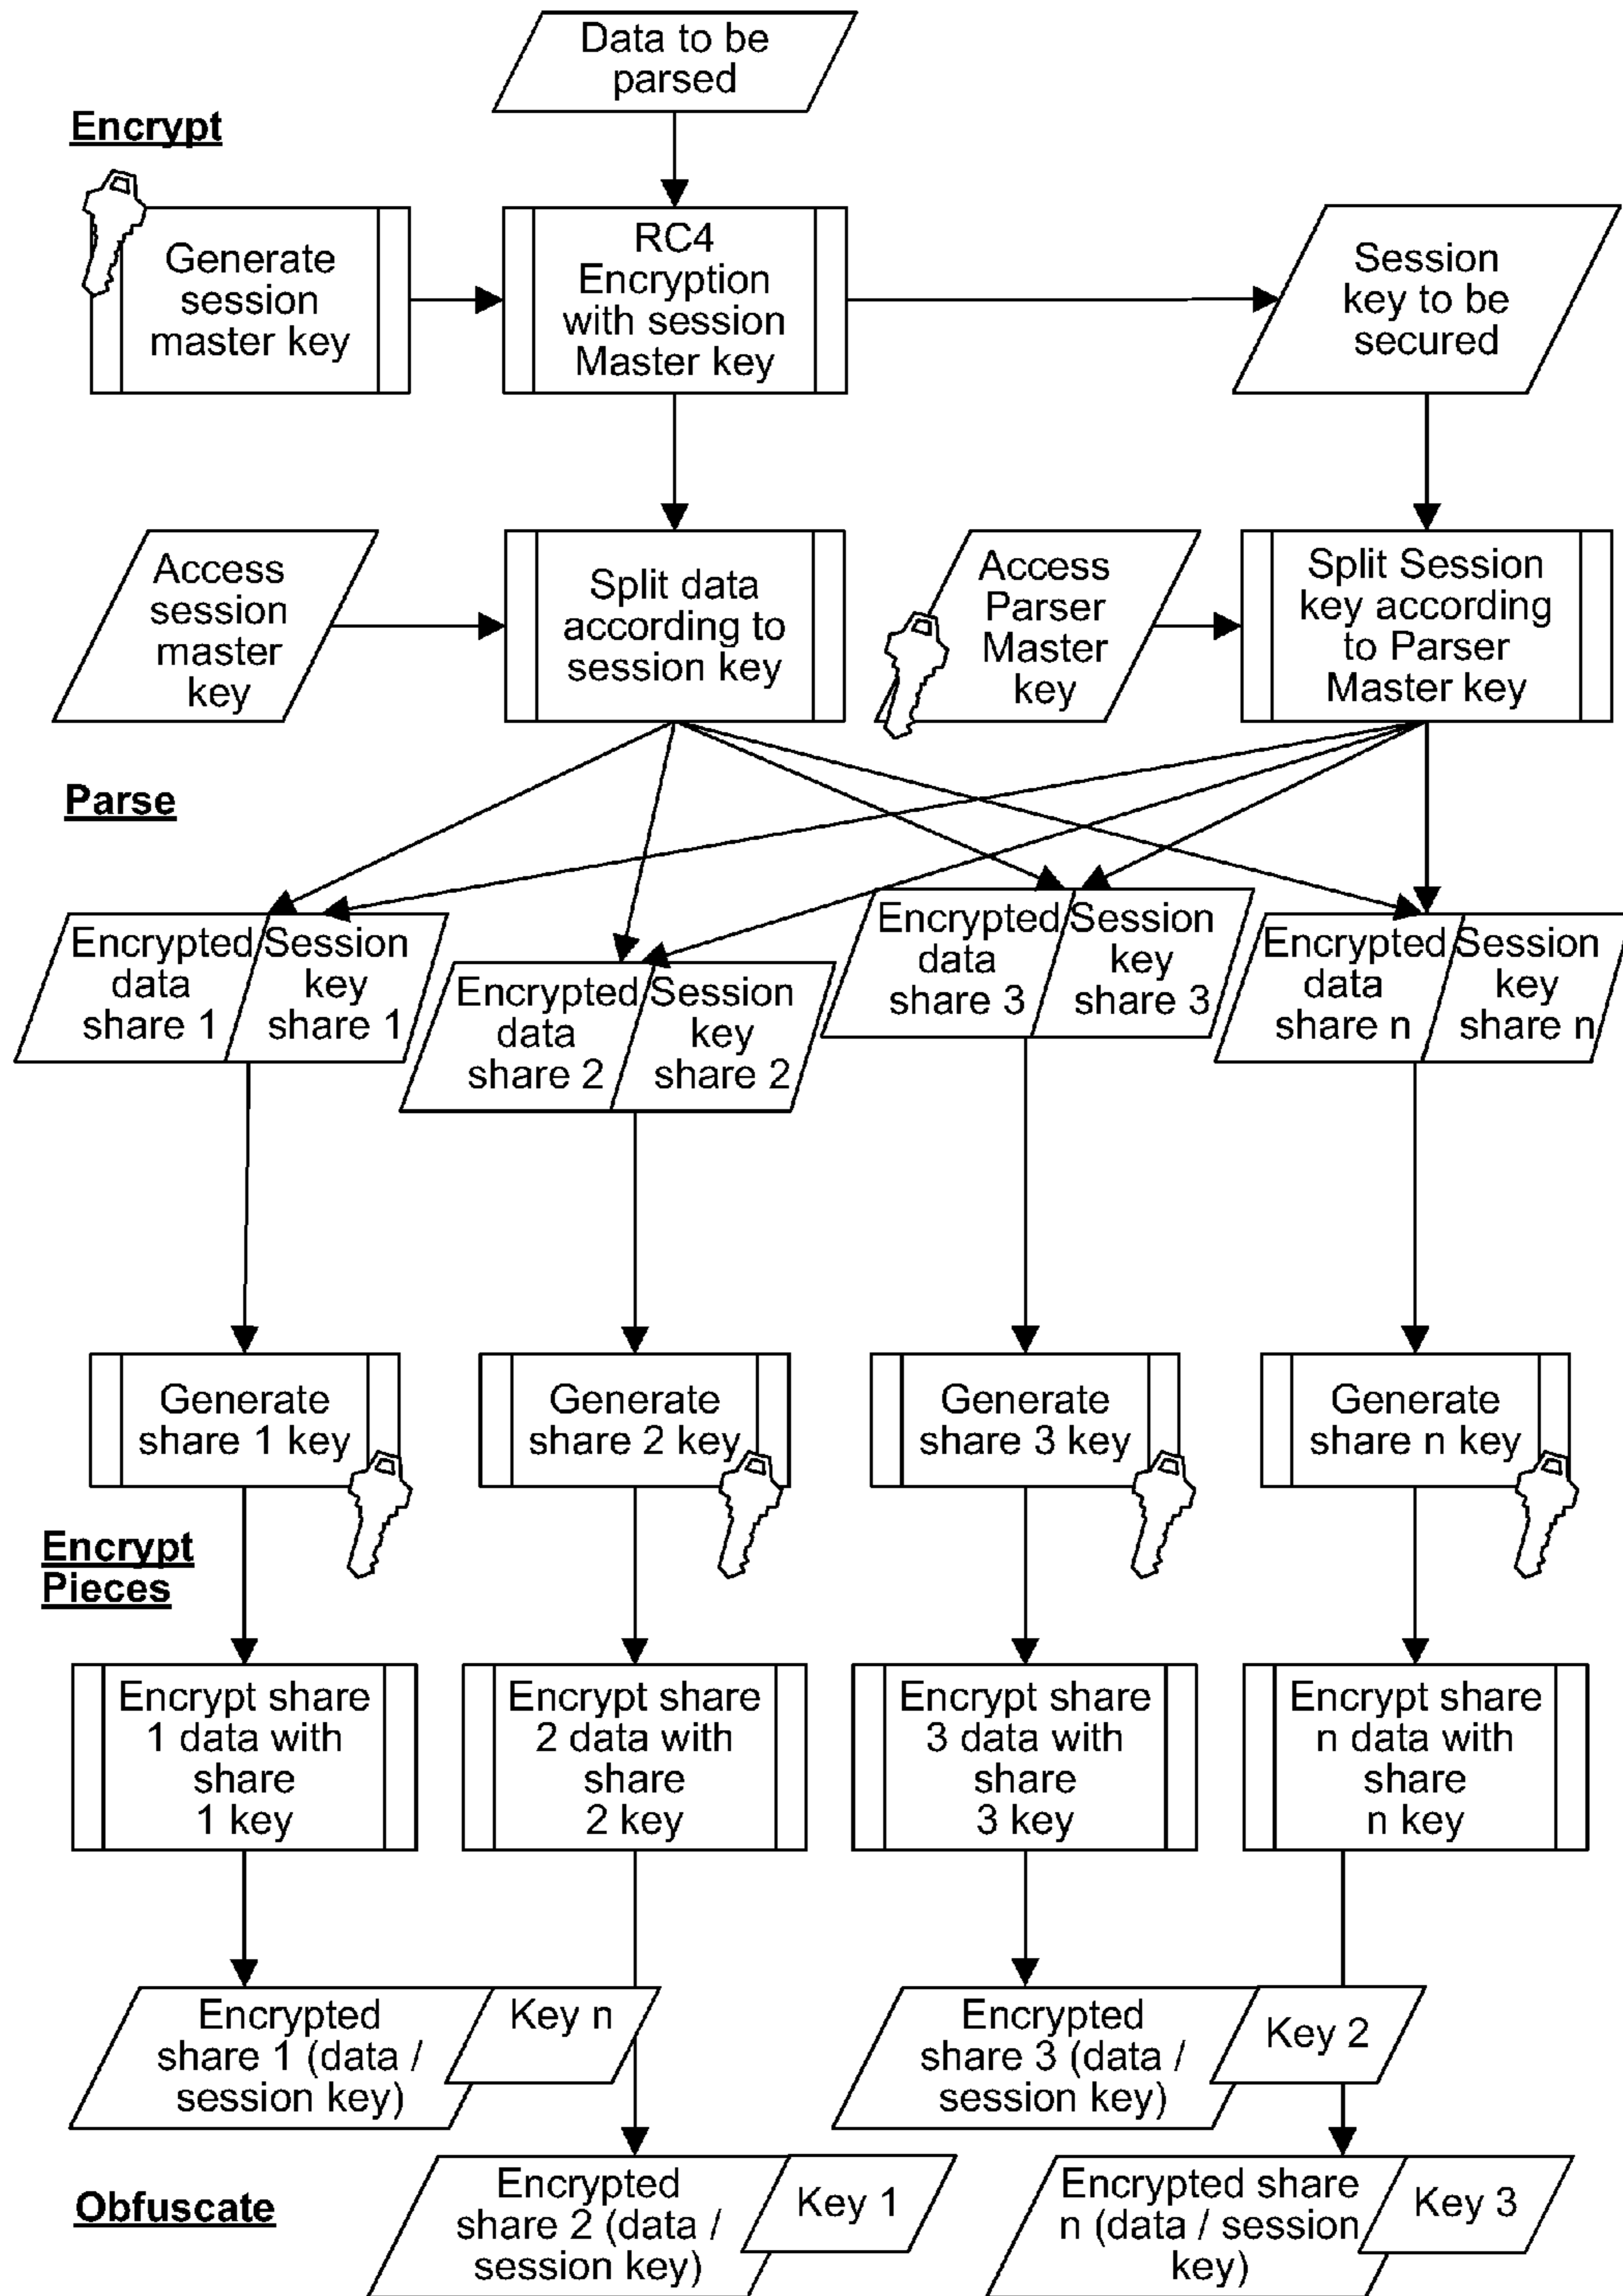 Data to be
parsed
Encrypt
Generate
session
master key
RC4
Encryption
with session
Master key
Session
key to be
secured
Access
session
master
key
Split data
according to
session key
Access
Parser
Master
key
Split Session
key according
to Parser
Master key
Parse
Encrypted
data
share 1
Session
key
share 1
Encrypted
data
share 2
Session
key
share 2
Encrypted
data
share 3
Session
key
share 3
Encrypted
data
share n
Session
key
share n
Generate
share 1 key
Generate
share 2 key
Generate
share 3 key
Generate
share n key
Encrypt
Pieces
Encrypt share
1 data with
share
1 key
Encrypt share
2 data with
share
2 key
Encrypt share
3 data with
share
3 key
Encrypt share
n data with
share
n key
Encrypted
share 1 (data /
session key)
Key n
Encrypted
share 3 (data /
session key)
Key 2
Obfuscate
Encrypted
share 2 (data /
session key)
Key 1
Encrypted share
n (data / session
key)
Key 3